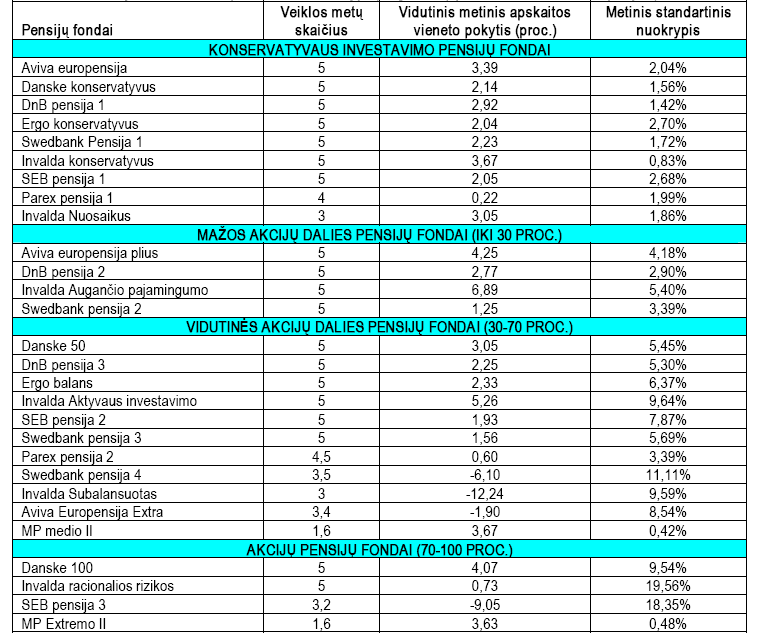 Pensijų fondai Veiklos metų skaičius Vidutinis metinis apskaitos vieneto pokytis (proc.) Metinis standartinis nuokrypis
KONSERVATYVAUS INVESTAVIMO PENSIJŲ FONDAI
Aviva europensija 5 3,39 2,04%
Danske konservatyvus 5 2,14 1,56%
DnB pensija 1 5 2,92 1,42%
Ergo konservatyvus 5 2,04 2,70%
Swedbank Pensija 1 5 2,23 1,72%
Invalda konservatyvus 5 3,67 0,83%
SEB pensija 1 5 2,05 2,68%
Parex pensija 1 4 0,22 1,99%
Invalda Nuosaikus 3 3,05 1,86%
MAŽOS AKCIJŲ DALIES PENSIJŲ FONDAI (IKI 30 PROC.)
Aviva europensija plius 5 4,25 4,18%
DnB pensija 2 5 2,77 2,90%
Invalda Augančio pajamingumo 5 6,89 5,40%
Swedbank pensija 2 5 1,25 3,39%
VIDUTINĖS AKCIJŲ DALIES PENSIJŲ FONDAI (30-70 PROC.)
Danske 50 5 3,05 5,45%
DnB pensija 3 5 2,25 5,30%
Ergo balans 5 2,33 6,37%
Invalda Aktyvaus investavimo 5 5,26 9,64%
SEB pensija 2 5 1,93 7,87%
Swedbank pensija 3 5 1,56 5,69%
Parex pensija 2 4,5 0,60 3,39%
Swedbank pensija 4 3,5 -6,10 11,11%
Invalda Subalansuotas 3 -12,24 9,59%
Aviva Europensija Extra 3,4 -1,90 8,54%
MP medio II 1,6 3,67 0,42%
AKCIJŲ PENSIJŲ FONDAI (70-100 PROC.)
Danske 100 5 4,07 9,54%
Invalda racionalios rizikos 5 0,73 19,56%
SEB pensija 3 3,2 -9,05 18,35%
MP Extremo II 1,6 3,63 0,48%